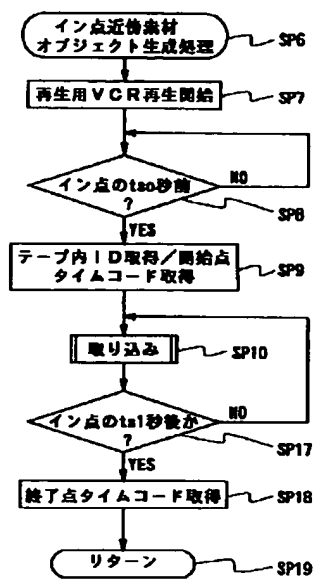 イン点近傍素材
オブジェクト生成処理
SP6
再生用VCR再生開始
SP7
イン点のtso秒前
?
NO
SP8
YES
テープ内ID取得/開始点
タイムコード取得
SP9
取り込み
SP10
イン点のts1秒後か
?
NO
SP17
YES
終了点タイムコード取得
SP18
リターン
SP19